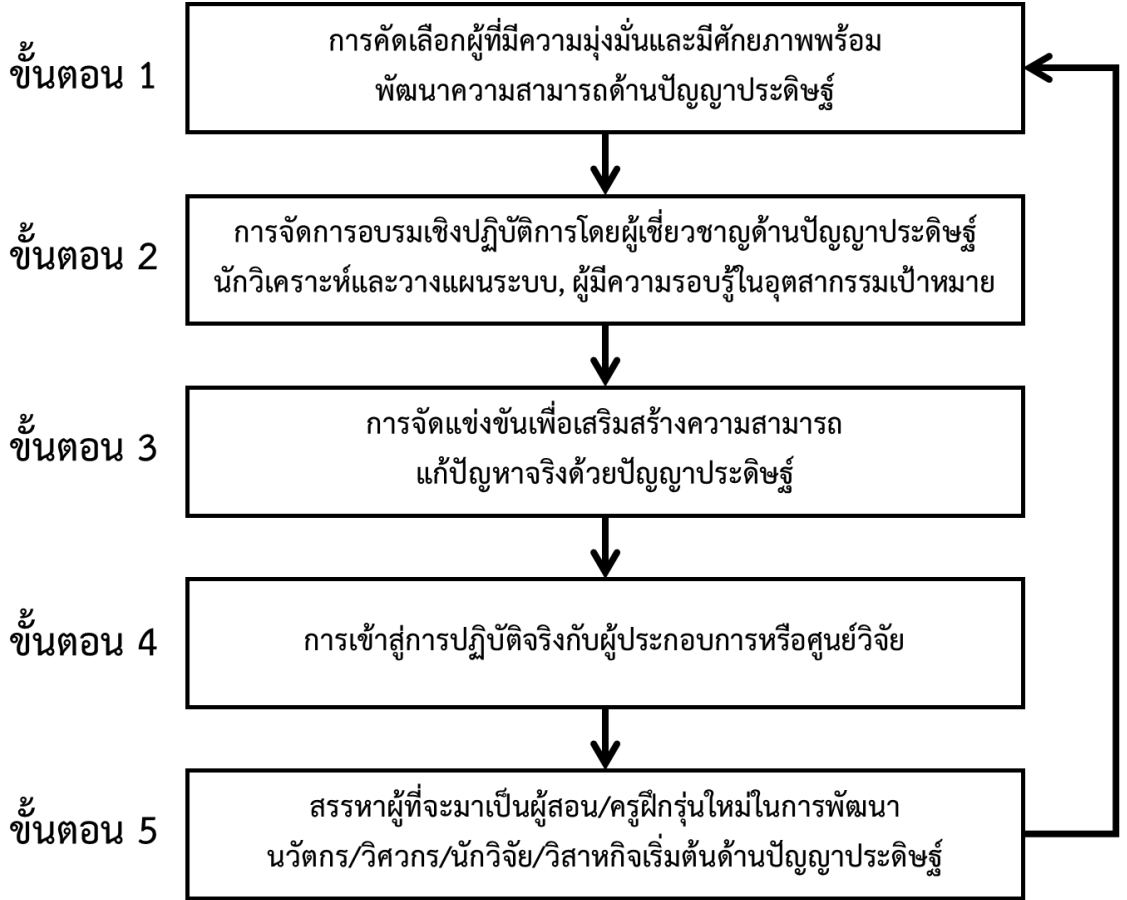 ขั้นตอน 1
การคัดเลือกผู้ที่มีความมุ่งมั่นและมีศักยภาพพร้อม
พัฒนาความสามารถด้านปัญญาประดิษฐ์
ขั้นตอน 2
การจัดการอบรมเชิงปฏิบัติการโดยผู้เชี่ยวชาญด้านปัญญาประดิษฐ์
นักวิเคราะห์และวางแผนระบบ, ผู้มีความรอบรู้ในอุตสากรรมเป้าหมาย
ขั้นตอน 3
การจัดแข่งขันเพื่อเสริมสร้างความสามารถ
แก้ปัญหาจริงด้วยปัญญาประดิษฐ์
ขั้นตอน 4
การเข้าสู่การปฏิบัติจริงกับผู้ประกอบการหรือศูนย์วิจัย
ขั้นตอน 5
สรรหาผู้ที่จะมาเป็นผู้สอน/ครูฝึกรุ่นใหม่ในการพัฒนา
นวัตกร/วิศวกร/นักวิจัย/วิสาหกิจเริ่มต้นด้านปัญญาประดิษฐ์